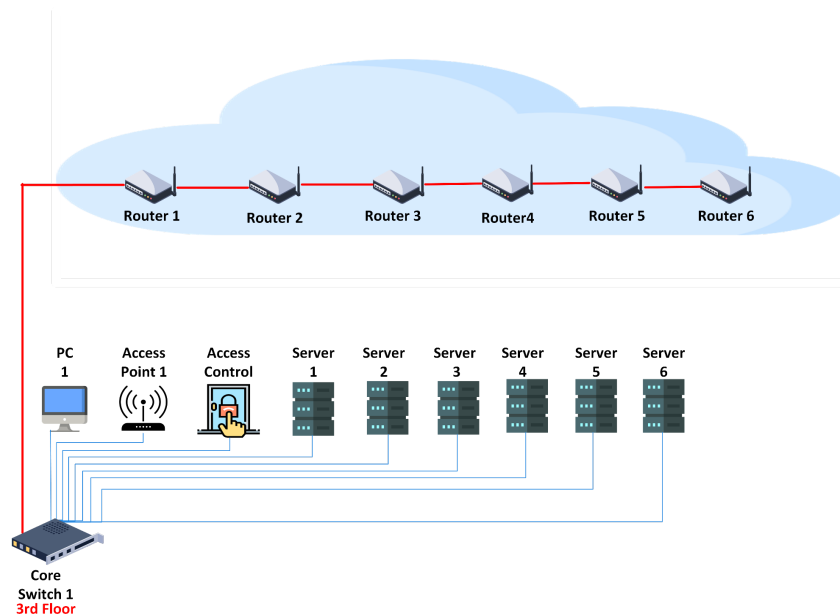 Router 1
Router 2
Router 3
Router4
Router 5
Router 6
PC
1
Access
Point 1
Access
Control
Server
1
Server
2
Server
3
Server
4
Server
5
Server
6
Core
Switch 1
3rd Floor